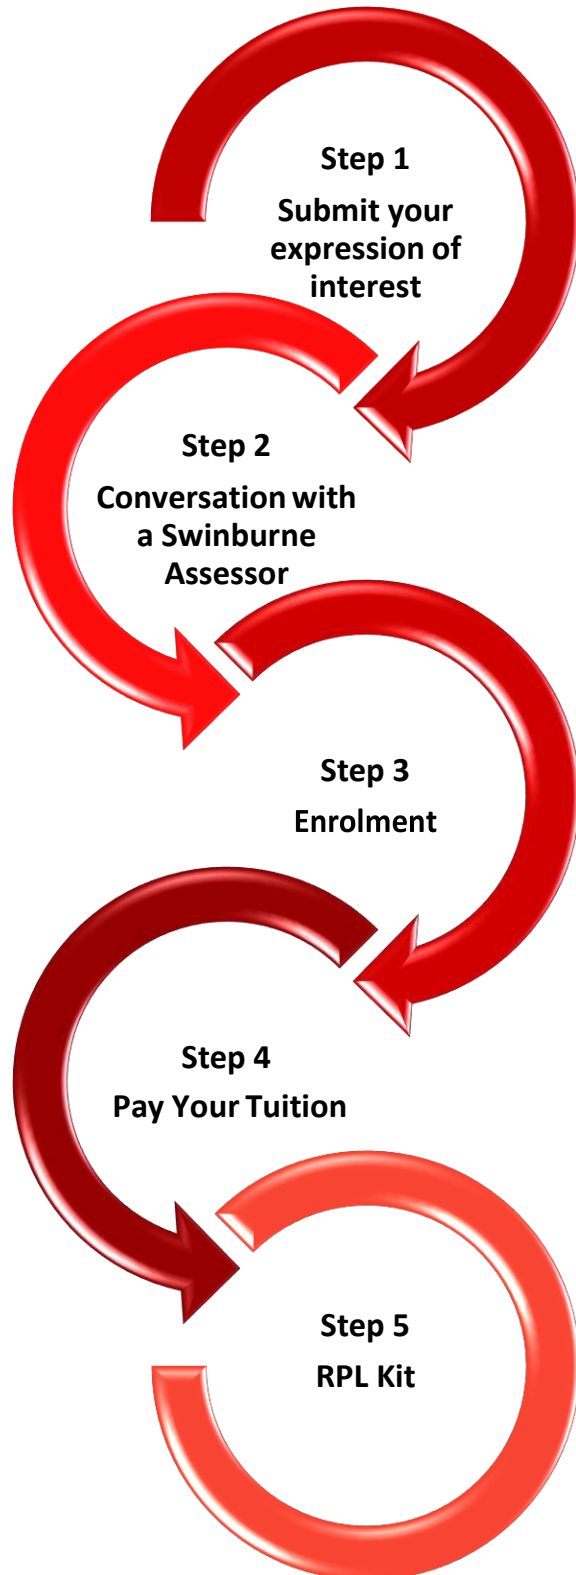 Step 1
Submit your
expression of
interest
Step 2
Conversation with
a Swinburne
Assessor
Step 3
Enrolment
Step 4
Pay Your Tuition
Step 5
RPL Kit